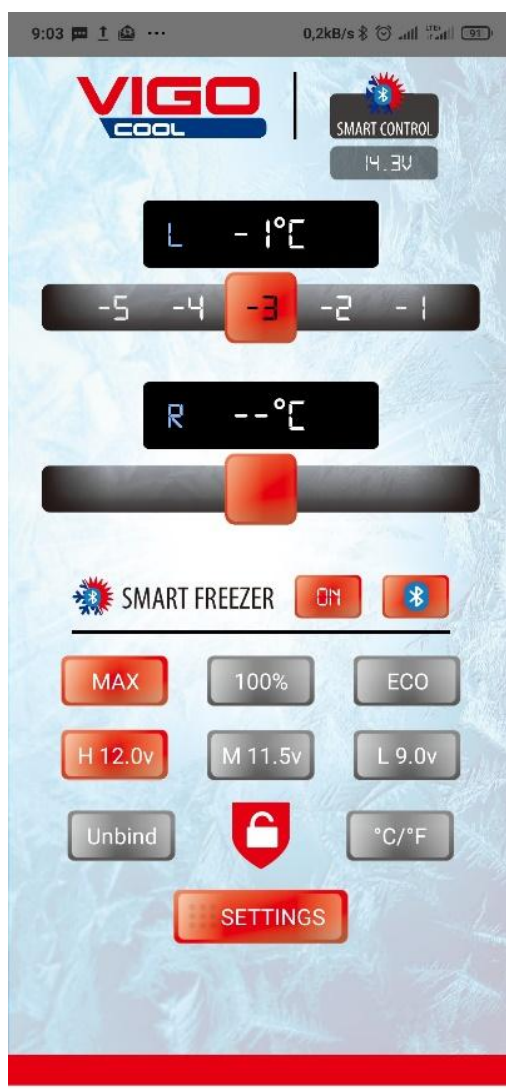 9:03 ... 0,2kB/s 91
VIGO
COOL
SMART CONTROL
14.3V
L -1°C
-5 -4 -3 -2 -1
R --°C
SMART FREEZER ON
MAX 100% ECO
H 12.0v M 11.5v L 9.0v
Unbind °C/°F
SETTINGS